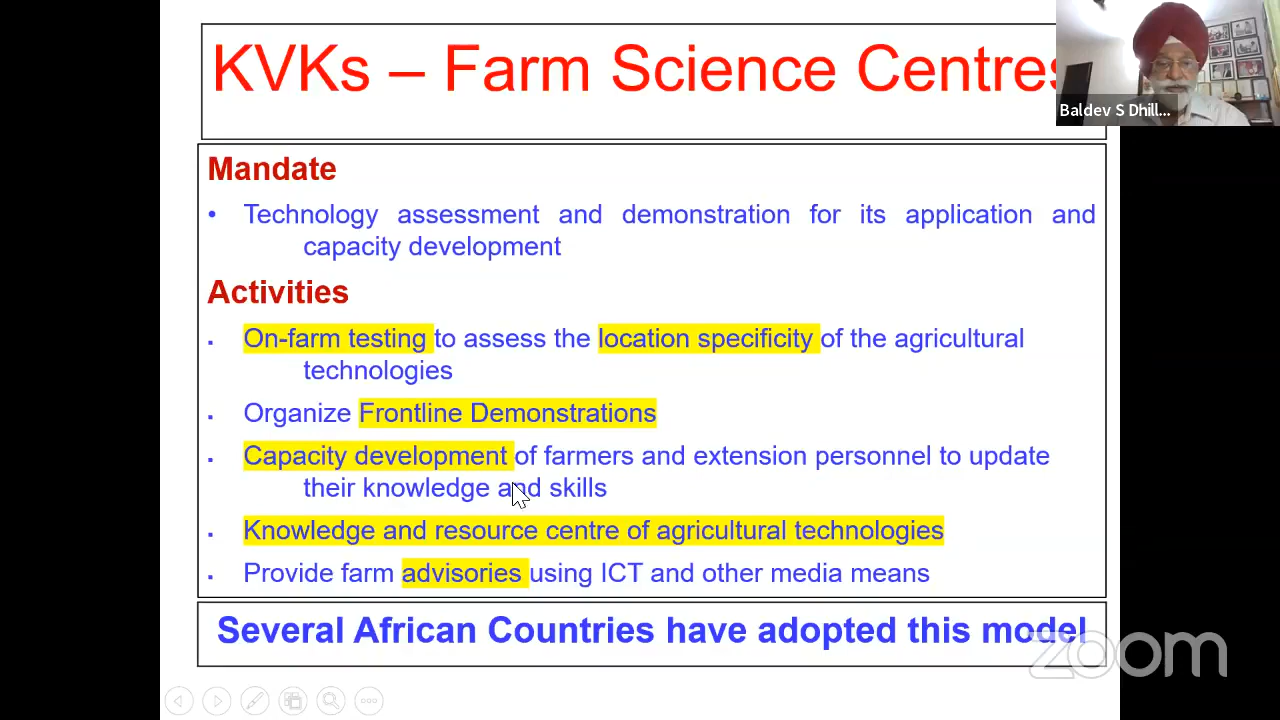 KVKs – Farm Science Centres
Baldev S Dhill...
Mandate
• Technology assessment and demonstration for its application and
capacity development
Activities
▪ On-farm testing to assess the location specificity of the agricultural
technologies
▪ Organize Frontline Demonstrations
▪ Capacity development of farmers and extension personnel to update
their knowledge and skills
▪ Knowledge and resource centre of agricultural technologies
▪ Provide farm advisories using ICT and other media means
Several African Countries have adopted this model
zoom